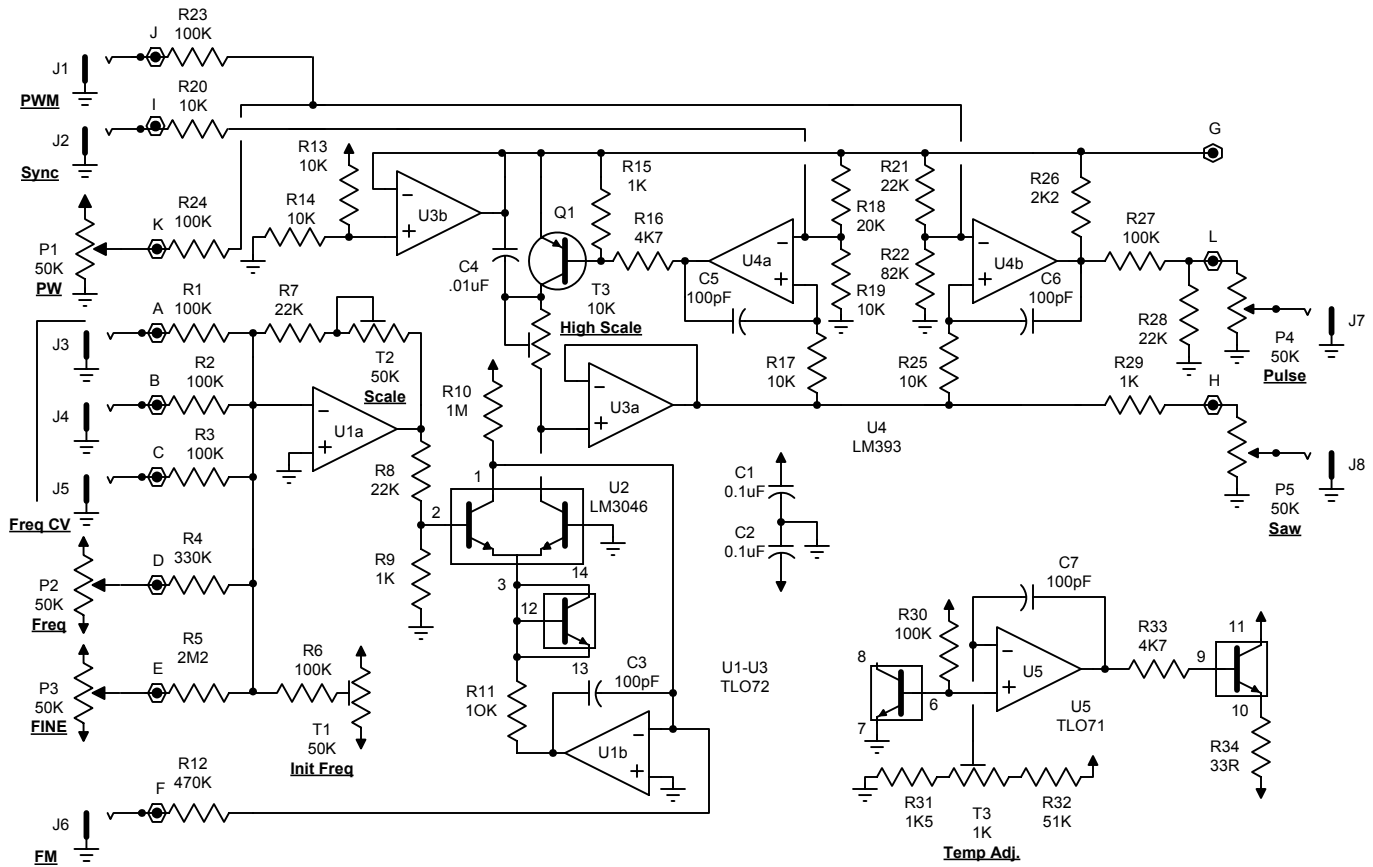 J
R23
100K
J1
PWM
I
R20
10K
J2
Sync
R13
10K
R14
10K
U3b
C4
.01uF
Q1
R15
1K
R16
4K7
T3
10K
High Scale
U4a
C5
100pF
R18
20K
R19
10K
R17
10K
R21
22K
R22
82K
U4b
C6
100pF
R25
10K
R26
2K2
R27
100K
G
L
R28
22K
P4
50K
Pulse
J7
R29
1K
H
P5
50K
Saw
J8
K
R24
100K
P1
50K
PW
A
R1
100K
J3
R7
22K
T2
50K
Scale
B
R2
100K
J4
U1a
C
R3
100K
J5
Freq CV
R8
22K
R9
1K
R10
1M
U3a
U4
LM393
1
2
U2
LM3046
3
14
12
13
C1
0.1uF
C2
0.1uF
D
R4
330K
P2
50K
Freq
E
R5
2M2
P3
50K
FINE
R6
100K
T1
50K
Init Freq
R11
1OK
C3
100pF
U1b
U1-U3
TLO72
F
R12
470K
J6
FM
R30
100K
8
7
6
C7
100pF
U5
U5
TLO71
R33
4K7
9
11
10
R34
33R
R31
1K5
T3
1K
Temp Adj.
R32
51K
+
−
+
−
+
−
+
−
+
−
+
−
+
−